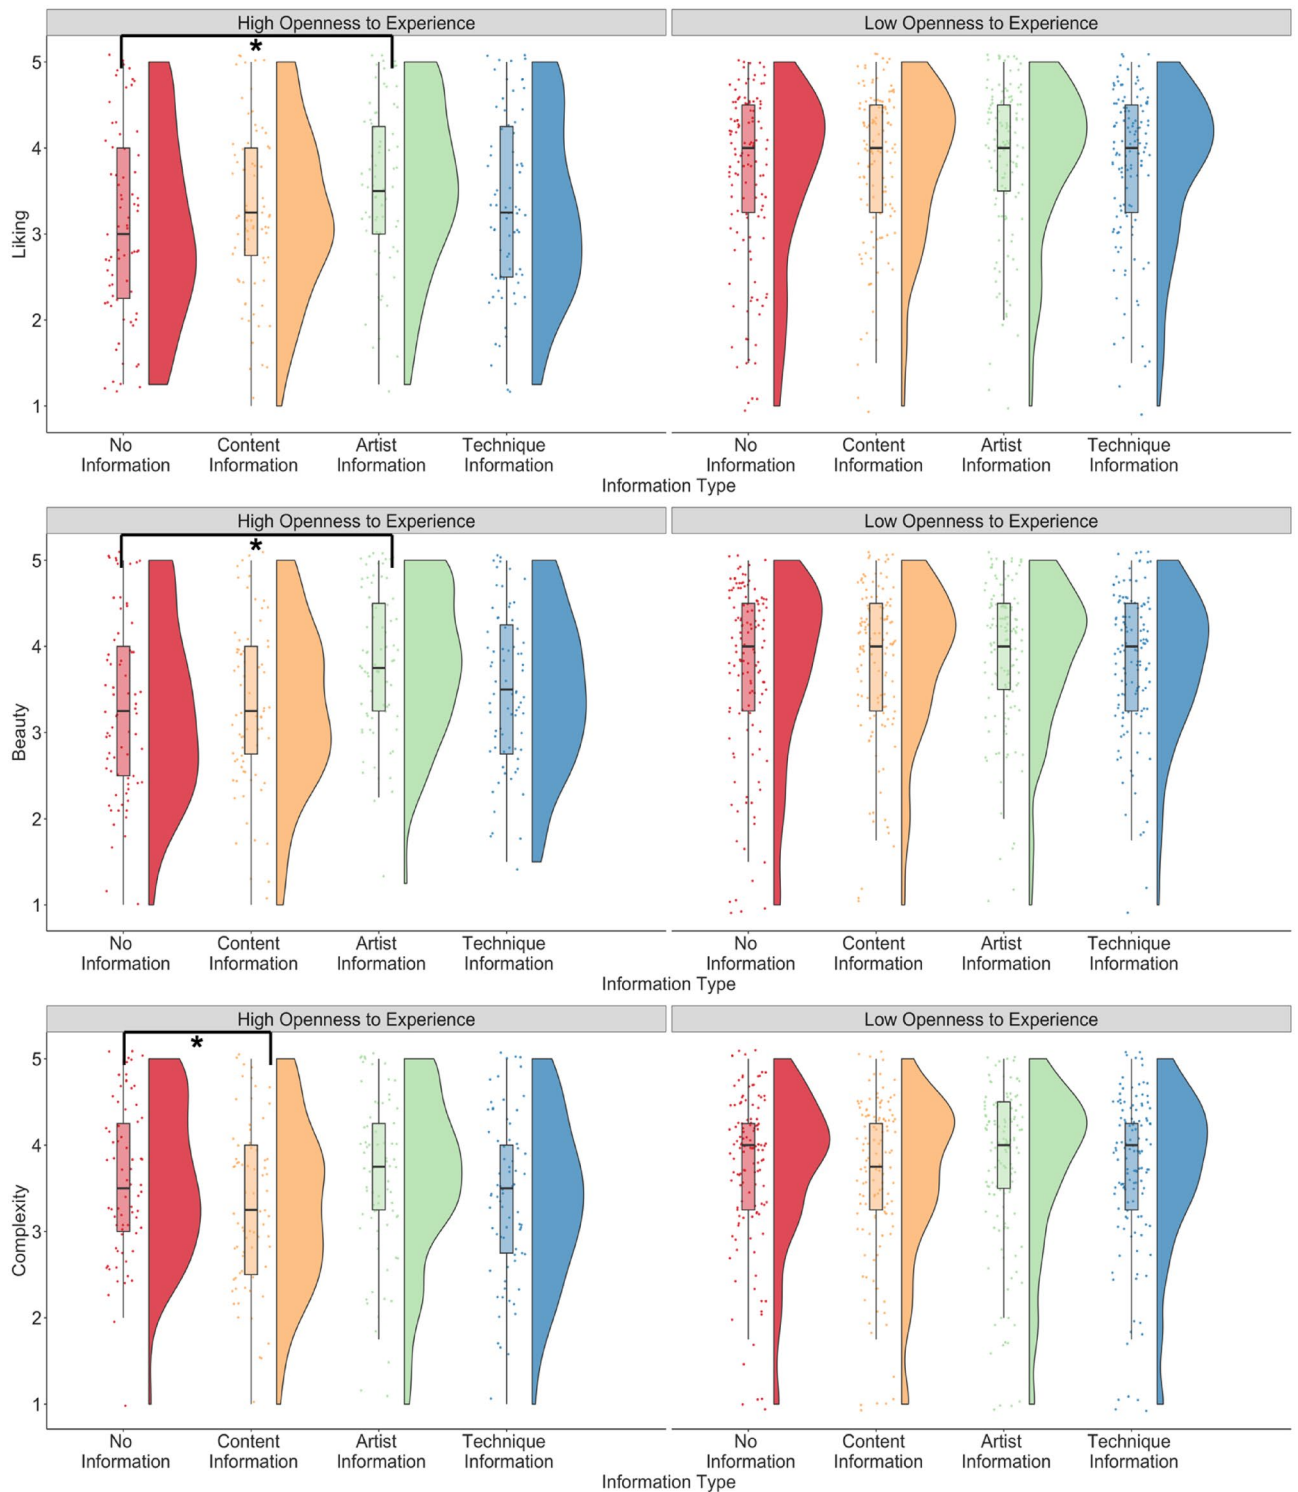 High Openness to Experience
Low Openness to Experience
*
5
4
3
2
1
Liking
No Information
Content Information
Artist Information
Technique Information
No Information
Content Information
Artist Information
Technique Information
Information Type
High Openness to Experience
Low Openness to Experience
*
5
4
3
2
1
Beauty
No Information
Content Information
Artist Information
Technique Information
No Information
Content Information
Artist Information
Technique Information
Information Type
High Openness to Experience
Low Openness to Experience
*
5
4
3
2
1
Complexity
No Information
Content Information
Artist Information
Technique Information
No Information
Content Information
Artist Information
Technique Information
Information Type